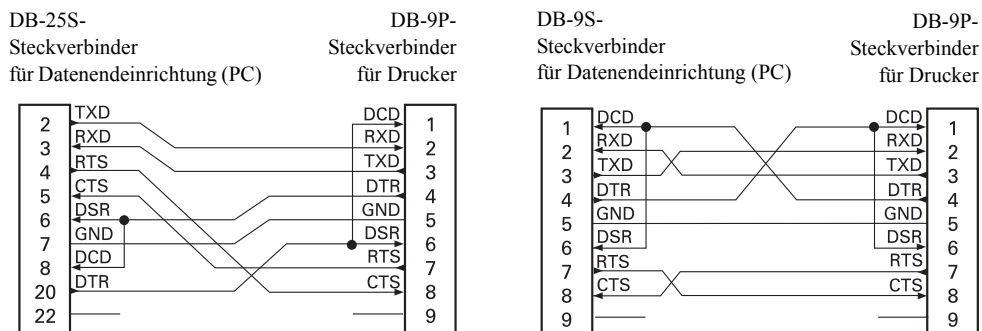 DB-25S-
Steckverbinder
für Datenendeinrichtung (PC)
DB-9P-
Steckverbinder
für Drucker
2 TXD DCD 1
3 RXD RXD 2
4 RTS TXD 3
5 CTS DTR 4
6 DSR GND 5
7 GND DSR 6
8 DCD RTS 7
20 DTR CTS 8
22 9
DB-9S-
Steckverbinder
für Datenendeinrichtung (PC)
DB-9P-
Steckverbinder
für Drucker
1 DCD DCD 1
2 RXD RXD 2
3 TXD TXD 3
4 DTR DTR 4
5 GND GND 5
6 DSR DSR 6
7 RTS RTS 7
8 CTS CTS 8
9 9